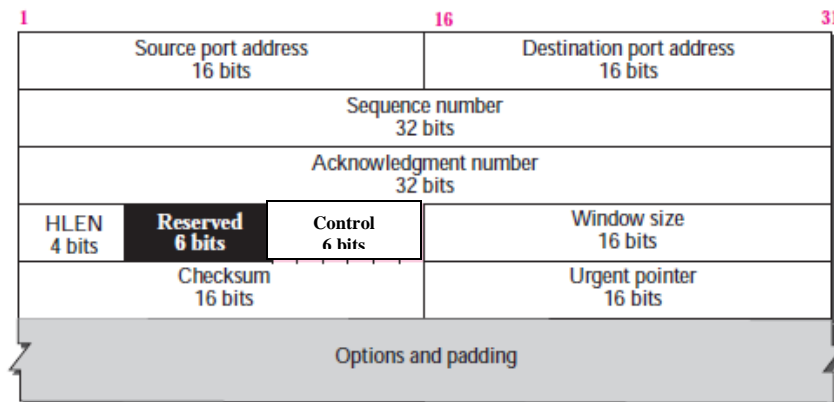 1 16 31
Source port address Destination port address
16 bits 16 bits
Sequence number
32 bits
Acknowledgment number
32 bits
HLEN Reserved Control Window size
4 bits 6 bits 6 bits 16 bits
Checksum Urgent pointer
16 bits 16 bits
Options and padding